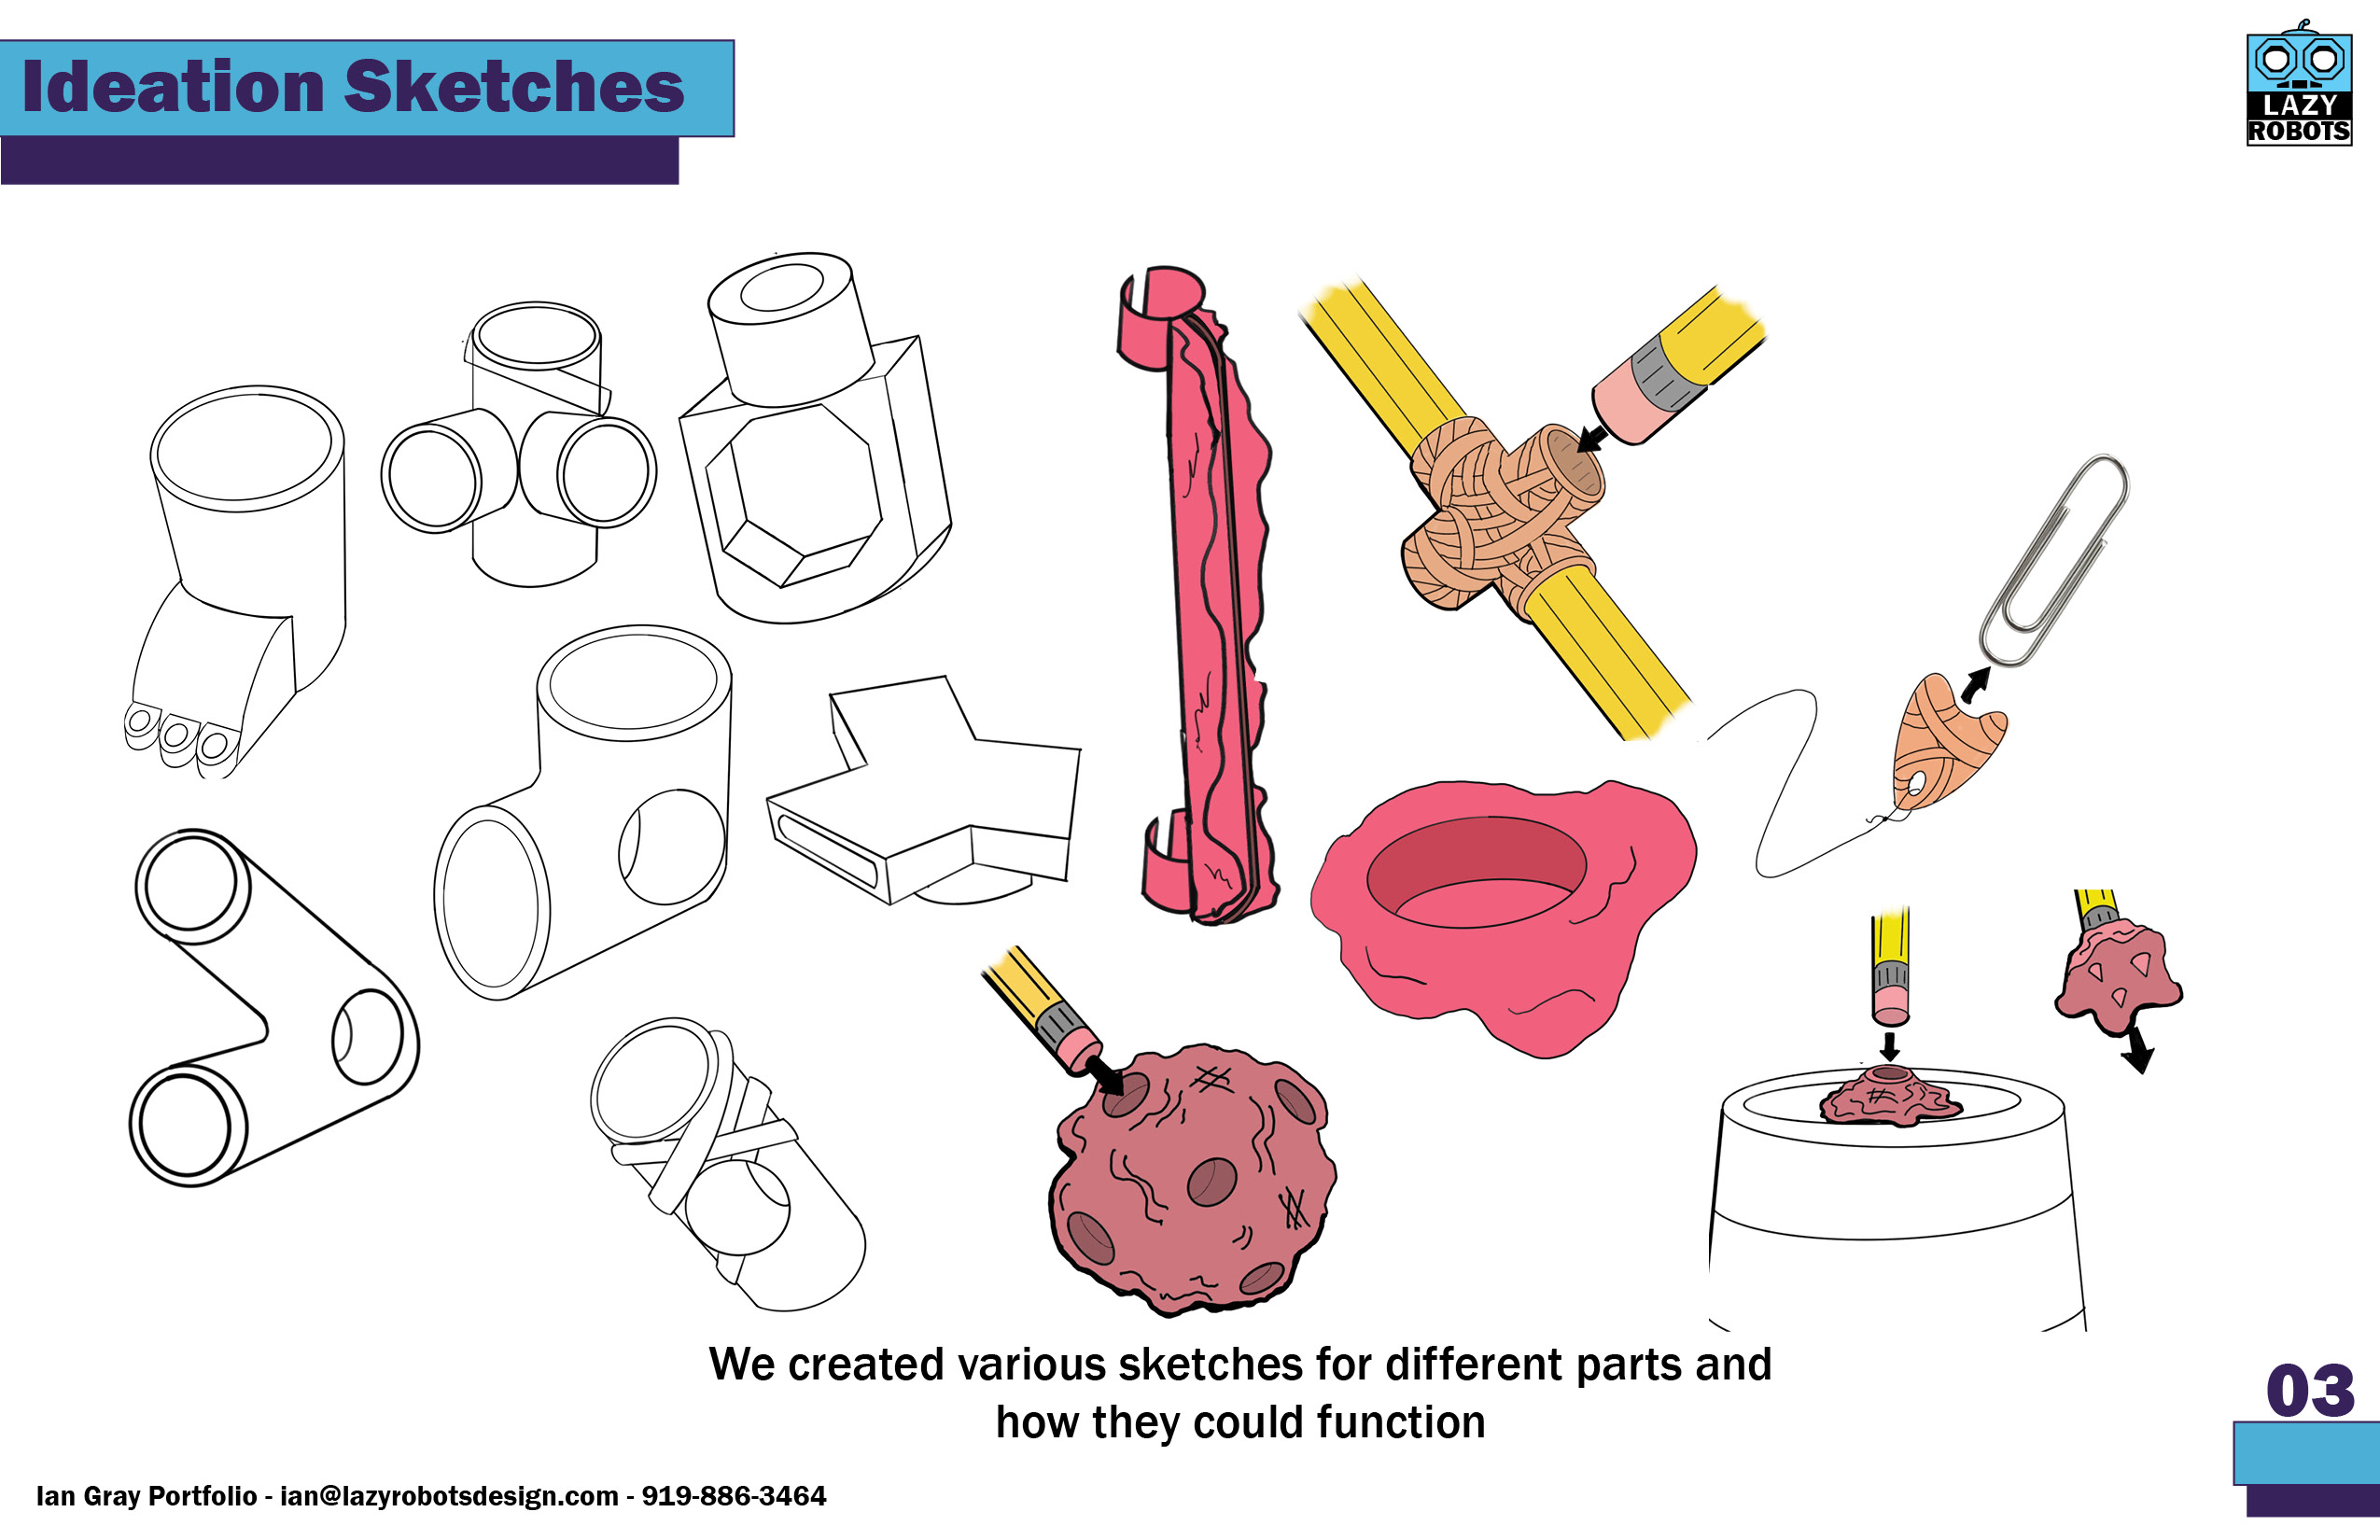 Ideation Sketches
LAZY
ROBOTS
We created various sketches for different parts and
how they could function
03
Ian Gray Portfolio - ian@lazyrobotsdesign.com - 919-886-3464